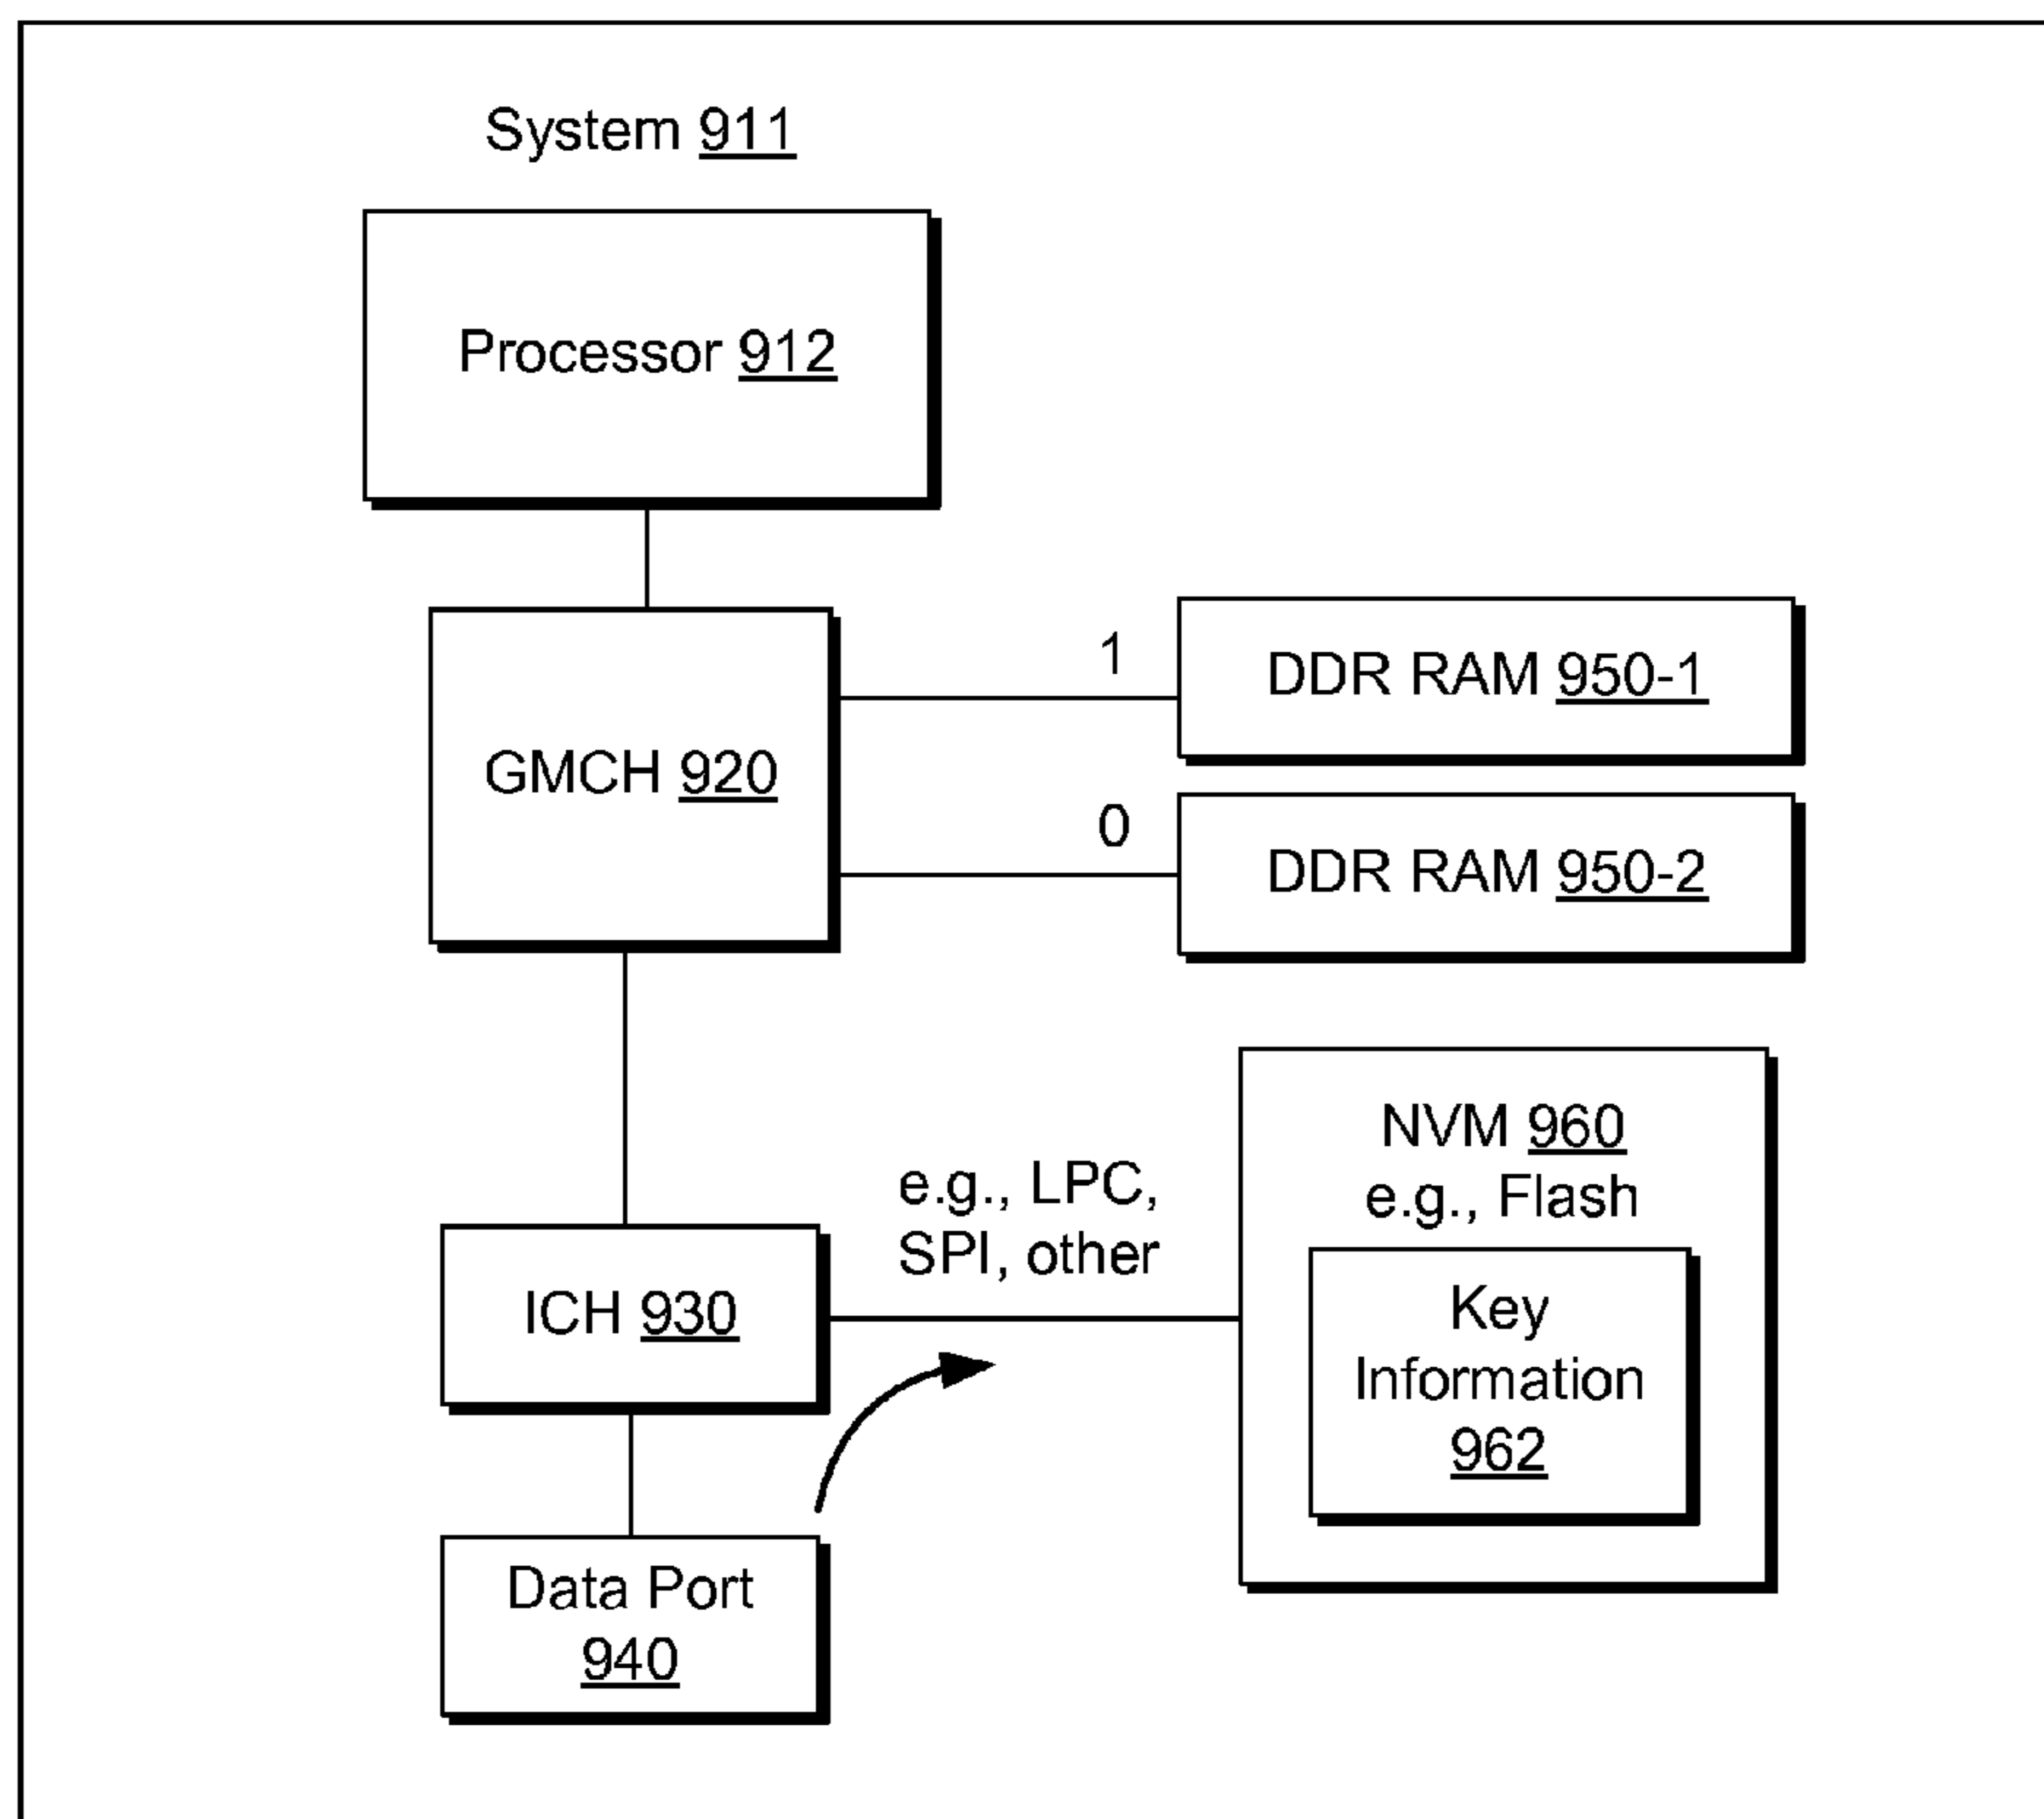 System 911
Processor 912
1
DDR RAM 950-1
GMCH 920
0
DDR RAM 950-2
NVM 960
e.g., Flash
e.g., LPC,
SPI, other
Key
Information
962
ICH 930
Data Port
940